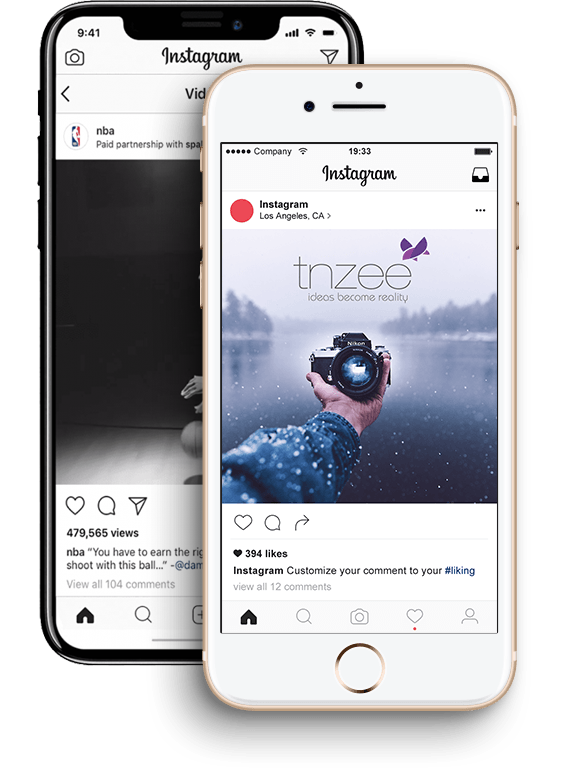 9:41
Instagram
Vid
nba
Paid partnership with spal
479,565 views
nba “You have to earn the rig
shoot with this ball...” -@dam
View all 104 comments
Company
19:33
Instagram
Instagram
Los Angeles, CA >
tnzee
ideas become reality
Nikon
394 likes
Instagram Customize your comment to your #liking
view all 12 comments